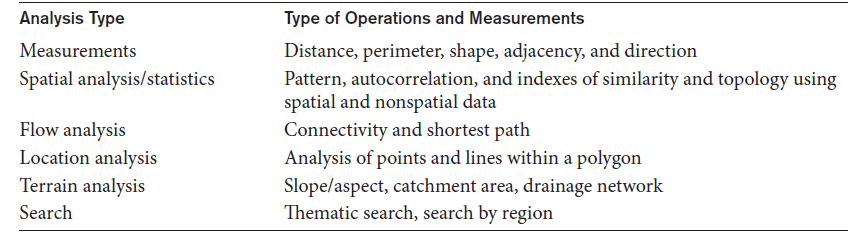 Analysis Type Type of Operations and Measurements
Measurements Distance, perimeter, shape, adjacency, and direction
Spatial analysis/statistics Pattern, autocorrelation, and indexes of similarity and topology using
spatial and nonspatial data
Flow analysis Connectivity and shortest path
Location analysis Analysis of points and lines within a polygon
Terrain analysis Slope/aspect, catchment area, drainage network
Search Thematic search, search by region